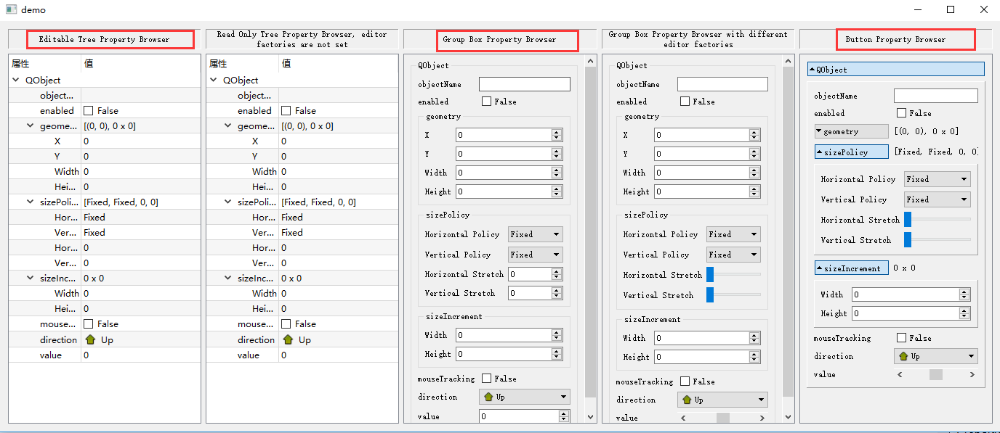 demo
Editable Tree Property Browser
属性 值
QObject
objec...
enabled False
geome... [(0, 0), 0 x 0]
X 0
Y 0
Width 0
Hei... 0
sizePoli... [Fixed, Fixed, 0, 0]
Hor... Fixed
Ver... Fixed
Hor... 0
Ver... 0
sizeInc... 0 x 0
Width 0
Hei... 0
mouse... False
direction Up
value 0
Read Only Tree Property Browser, editor
factories are not set
属性 值
QObject
objec...
enabled False
geome... [(0, 0), 0 x 0]
X 0
Y 0
Width 0
Hei... 0
sizePoli... [Fixed, Fixed, 0, 0]
Hor... Fixed
Ver... Fixed
Hor... 0
Ver... 0
sizeInc... 0 x 0
Width 0
Hei... 0
mouse... False
direction Up
value 0
Group Box Property Browser
QObject
objectName
enabled False
geometry
X 0
Y 0
Width 0
Height 0
sizePolicy
Horizontal Policy Fixed
Vertical Policy Fixed
Horizontal Stretch 0
Vertical Stretch 0
sizeIncrement
Width 0
Height 0
mouseTracking False
direction Up
value 0
Group Box Property Browser with different
editor factories
QObject
objectName
enabled False
geometry
X 0
Y 0
Width 0
Height 0
sizePolicy
Horizontal Policy Fixed
Vertical Policy Fixed
Horizontal Stretch
Vertical Stretch
sizeIncrement
Width 0
Height 0
mouseTracking False
direction Up
value
Button Property Browser
QObject
objectName
enabled False
geometry [(0, 0), 0 x 0]
sizePolicy [Fixed, Fixed, 0, 0]
Horizontal Policy Fixed
Vertical Policy Fixed
Horizontal Stretch
Vertical Stretch
sizeIncrement 0 x 0
Width 0
Height 0
mouseTracking False
direction Up
value